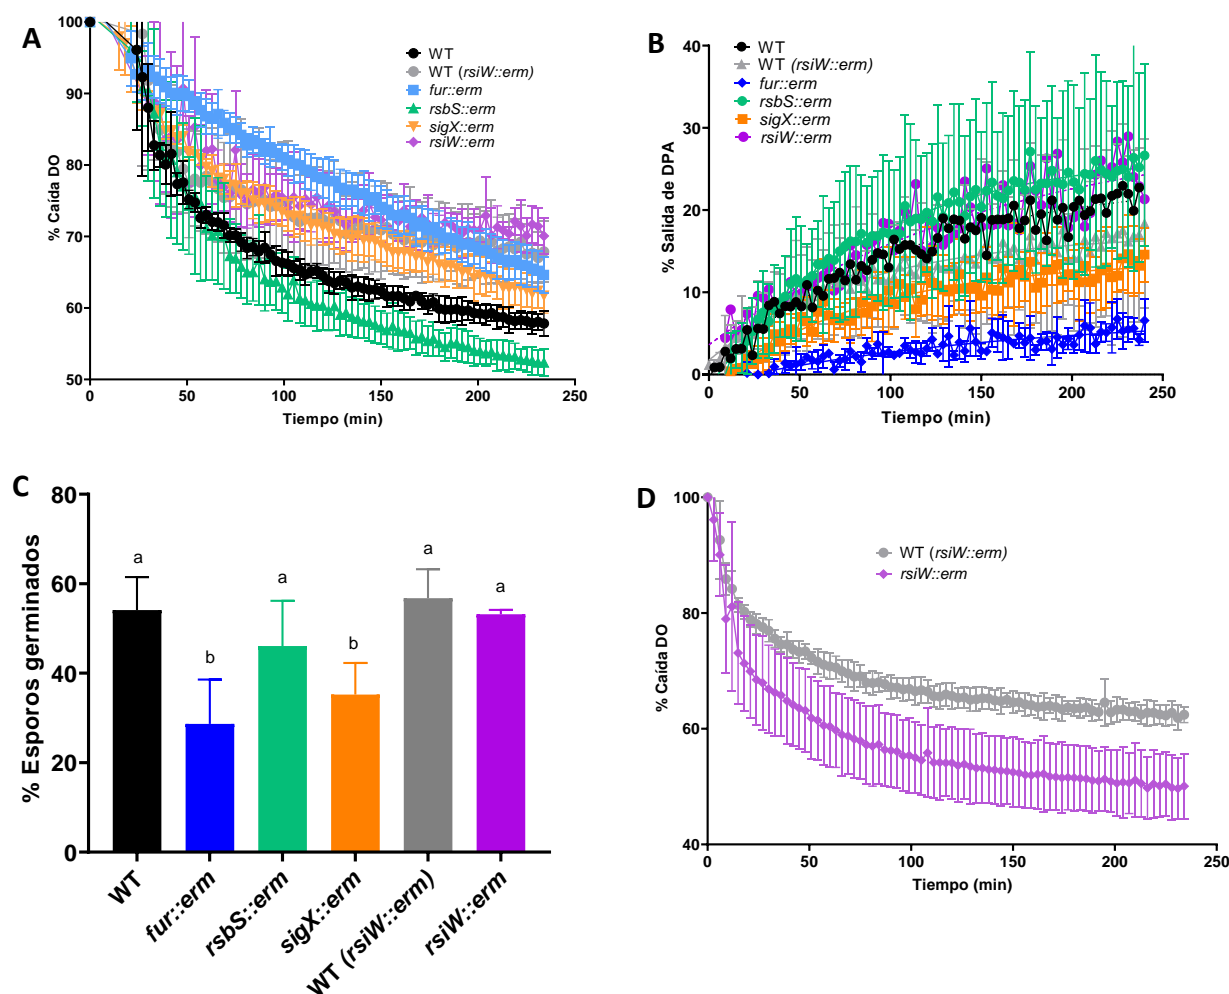 A
% Caída DO
100
90
80
70
60
50
0
50
100
150
200
250
Tiempo (min)
WT
WT (rsiW::erm)
fur::erm
rsbS::erm
sigX::erm
rsiW::erm
B
% Salida de DPA
40
30
20
10
0
0
50
100
150
200
250
Tiempo (min)
WT
WT (rsiW::erm)
fur::erm
rsbS::erm
sigX::erm
rsiW::erm
C
% Esporos germinados
80
60
40
20
0
a
b
a
b
a
a
WT
fur::erm
rsbS::erm
sigX::erm
WT (rsiW::erm)
rsiW::erm
D
% Caída DO
100
80
60
40
0
50
100
150
200
250
Tiempo (min)
WT (rsiW::erm)
rsiW::erm